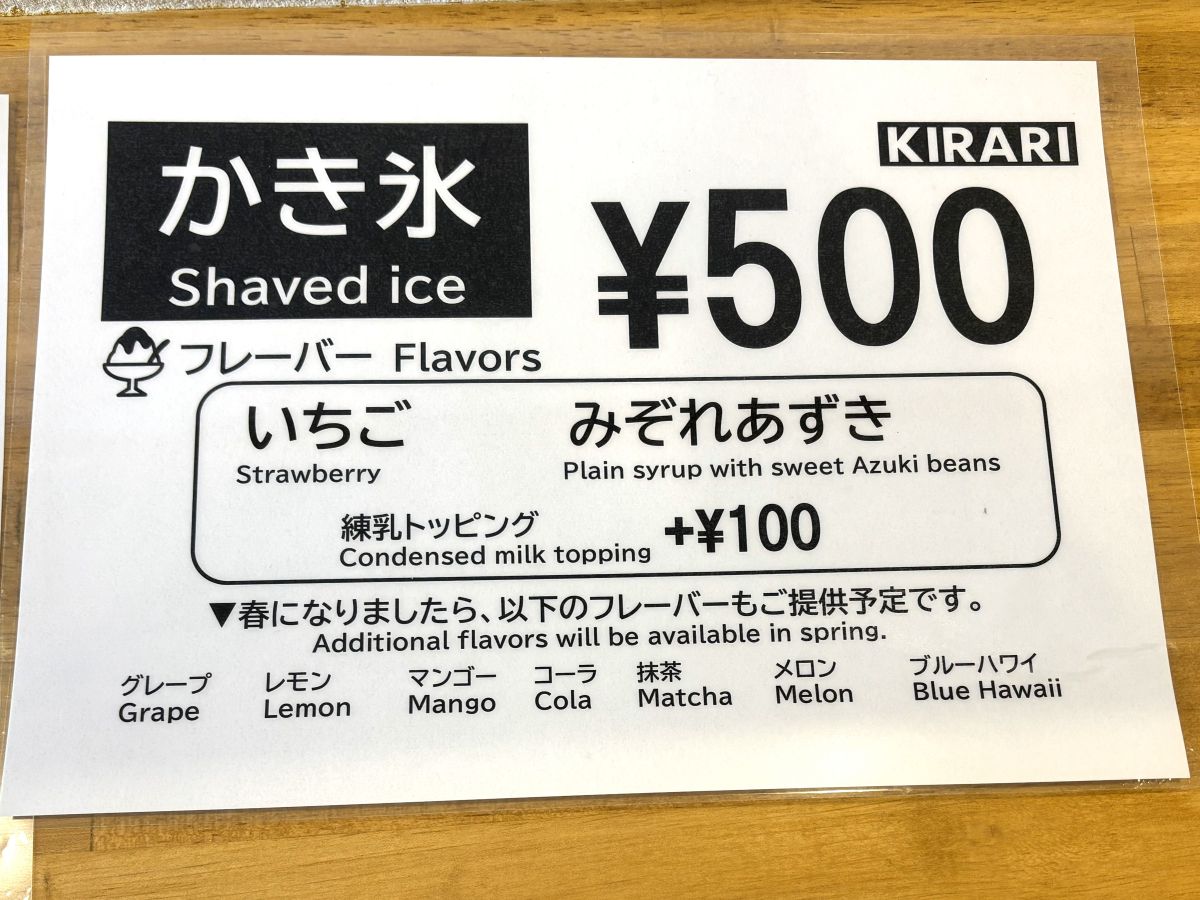 かき氷
Shaved ice
KIRARI
¥500
フレーバー Flavors
いちご
Strawberry
みぞれあずき
Plain syrup with sweet Azuki beans
練乳トッピング
Condensed milk topping
+¥100
▼春になりましたら、以下のフレーバーもご提供予定です。
Additional flavors will be available in spring.
グレープ
Grape
レモン
Lemon
マンゴー
Mango
コーラ
Cola
抹茶
Matcha
メロン
Melon
ブルーハワイ
Blue Hawaii